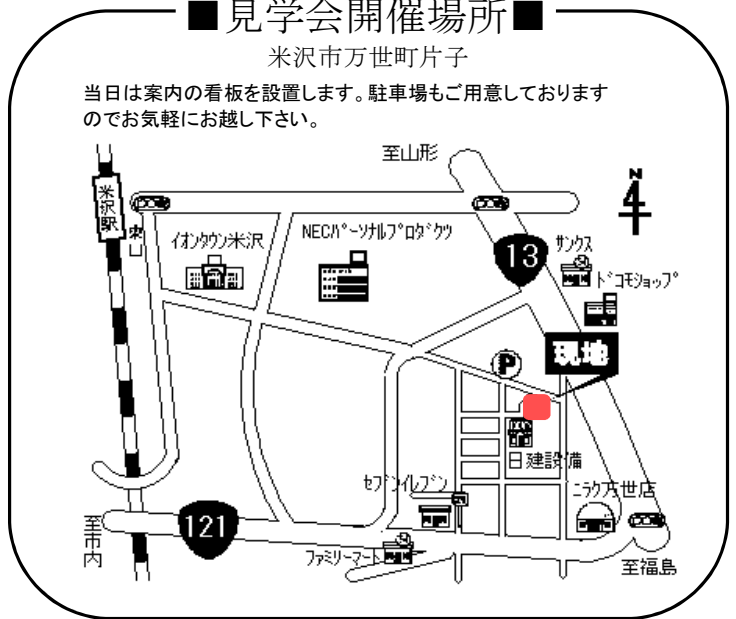 ■見学会開催場所■
米沢市万世町片子
当日は案内の看板を設置します。駐車場もご用意しております
のでお気軽にお越し下さい。
至山形
N
米沢駅
東口
イオンタウン米沢
NECパーソナルプロダクツ
13
サンクス
ドコモショップ
現地
P
日建設備
セブンイレブン
ニラク万世店
至市内
121
ファミリーマート
至福島